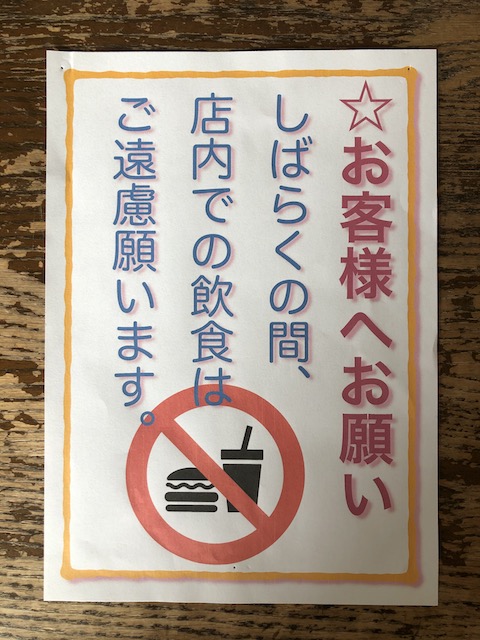 ☆お客様へお願い
しばらくの間、
店内での飲食は
ご遠慮願います。